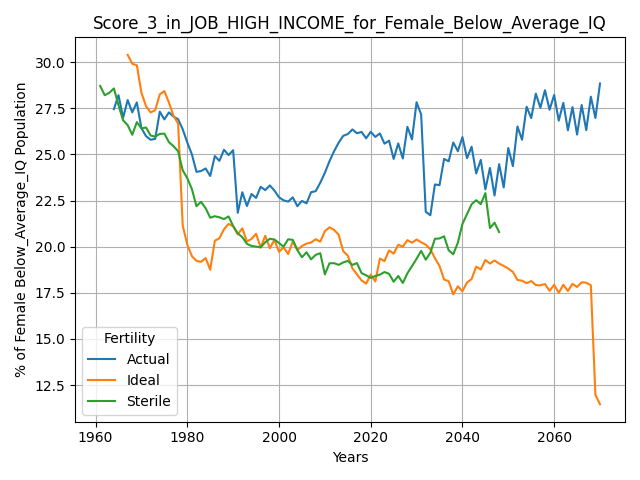 Score_3_in_JOB_HIGH_INCOME_for_Female_Below_Average_IQ
% of Female Below_Average_IQ Population
30.0
27.5
25.0
22.5
20.0
17.5
15.0
12.5
Fertility
Actual
Ideal
Sterile
1960 1980 2000 2020 2040 2060
Years